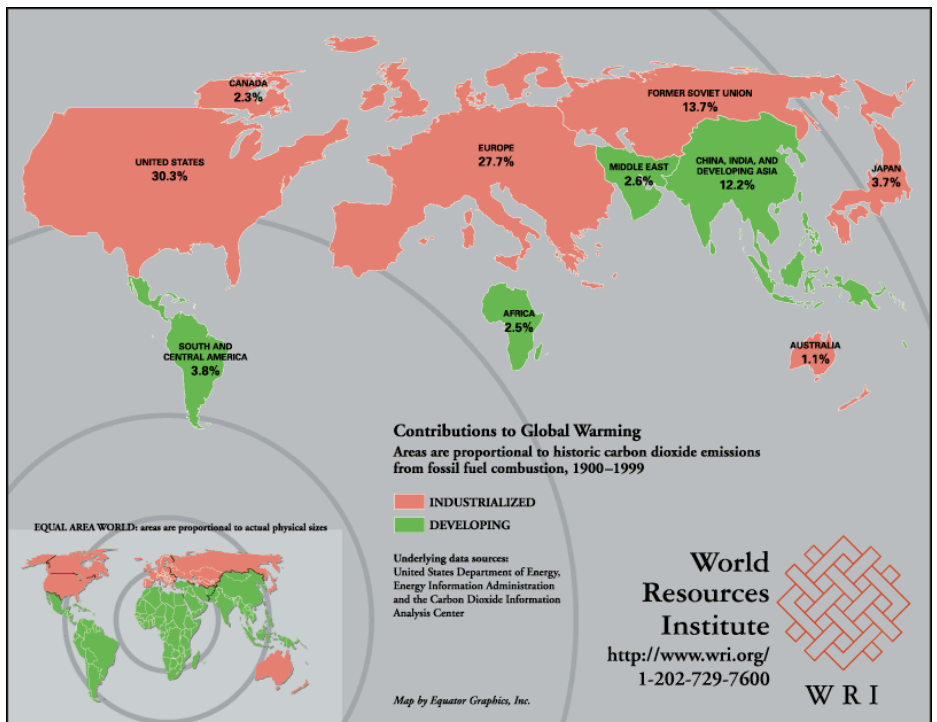 CANADA
2.3%
UNITED STATES
30.3%
EUROPE
27.7%
FORMER SOVIET UNION
13.7%
MIDDLE EAST
2.6%
CHINA, INDIA, AND
DEVELOPING ASIA
12.2%
JAPAN
3.7%
SOUTH AND
CENTRAL AMERICA
3.8%
AFRICA
2.5%
AUSTRALIA
1.1%
Contributions to Global Warming
Areas are proportional to historic carbon dioxide emissions
from fossil fuel combustion, 1900–1999
INDUSTRIALIZED
DEVELOPING
EQUAL AREA WORLD: areas are proportional to actual physical sizes
Underlying data sources:
United States Department of Energy,
Energy Information Administration
and the Carbon Dioxide Information
Analysis Center
Map by Equator Graphics, Inc.
World
Resources
Institute
http://www.wri.org/
1-202-729-7600
WRI